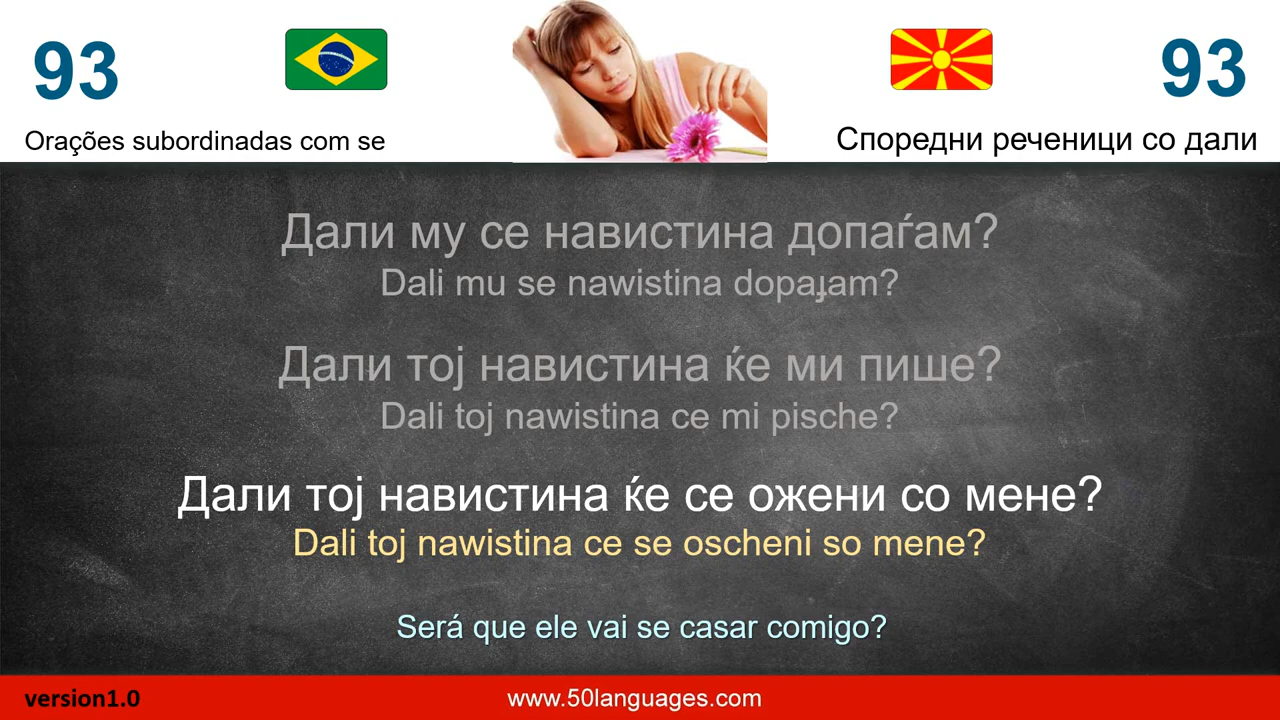 93
93
Orações subordinadas com se
Споредни реченици со дали
Дали му се навистина допаѓам?
Dali mu se nawistina dopaɟam?
Дали тој навистина ќе ми пише?
Dali toj nawistina ce mi pische?
Дали тој навистина ќе се ожени со мене?
Dali toj nawistina ce se oscheni so mene?
Será que ele vai se casar comigo?
version1.0
www.50languages.com